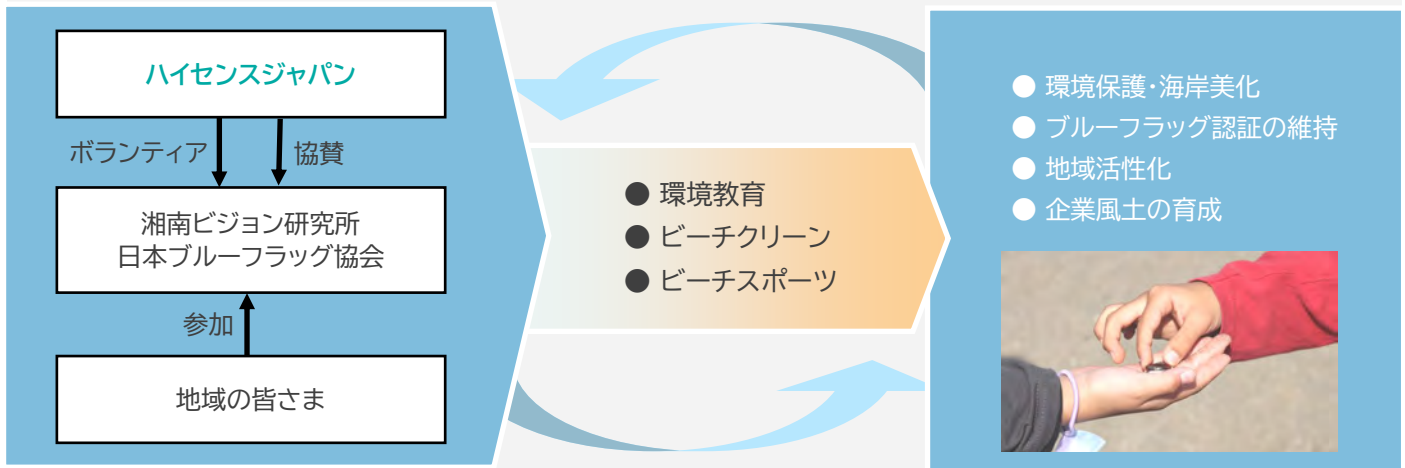 ハイセンスジャパン
ボランティア
協賛
湘南ビジョン研究所
日本ブルーフラッグ協会
参加
地域の皆さま
● 環境教育
● ビーチクリーン
● ビーチスポーツ
● 環境保護・海岸美化
● ブルーフラッグ認証の維持
● 地域活性化
● 企業風土の育成